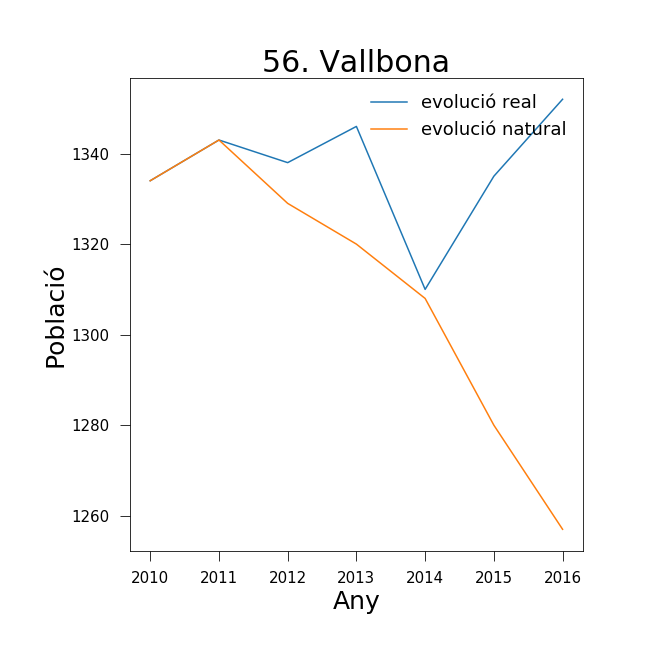 56. Vallbona
evolució real
evolució natural
1340
1320
1300
1280
1260
Població
2010 2011 2012 2013 2014 2015 2016
Any